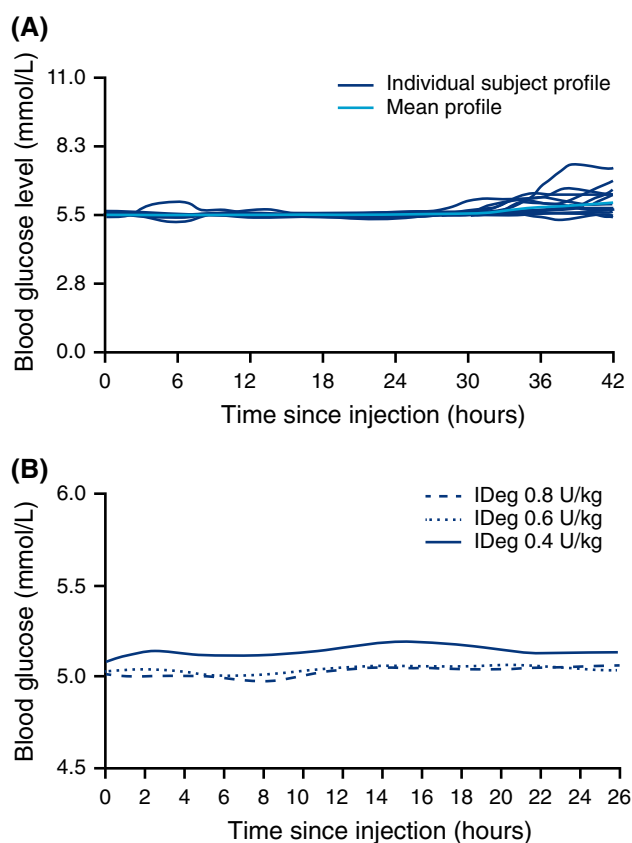 (A)
Blood glucose level (mmol/L)
11.0
8.3
5.5
2.8
0.0
Individual subject profile
Mean profile
0 6 12 18 24 30 36 42
Time since injection (hours)
(B)
Blood glucose (mmol/L)
6.0
5.5
5.0
4.5
IDeg 0.8 U/kg
IDeg 0.6 U/kg
IDeg 0.4 U/kg
0 2 4 6 8 10 12 14 16 18 20 22 24 26
Time since injection (hours)